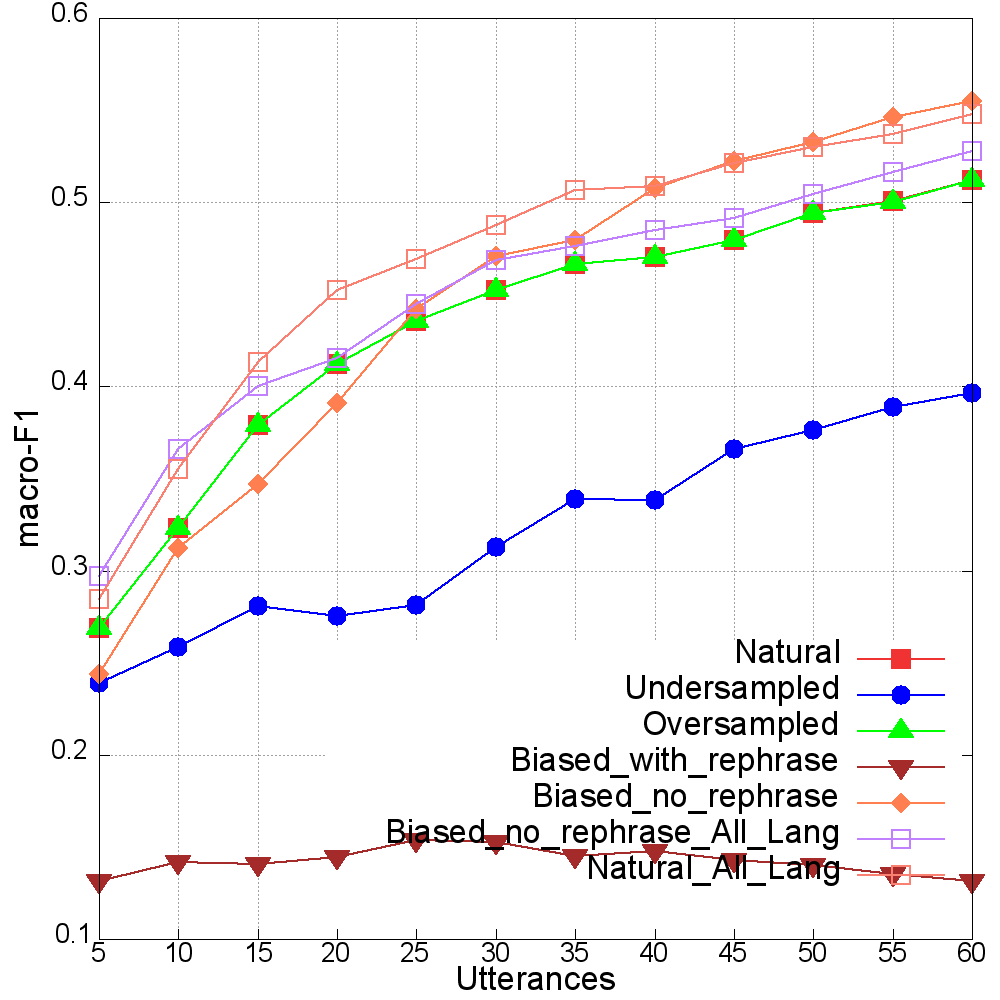 0.6
0.5
0.4
0.3
0.2
0.1
macro-F1
Natural
Undersampled
Oversampled
Biased_with_rephrase
Biased_no_rephrase
Biased_no_rephrase_All_Lang
Natural_All_Lang
5 10 15 20 25 30 35 40 45 50 55 60
Utterances